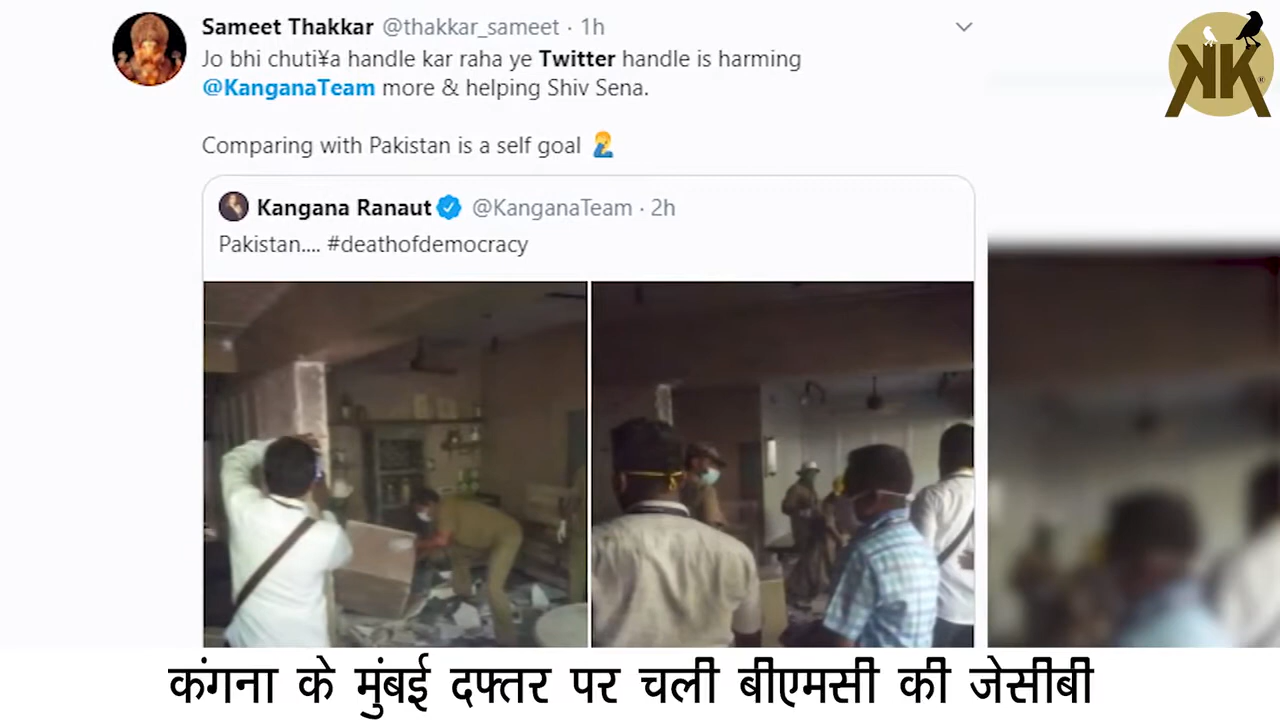 Sameet Thakkar @thakkar_sameet · 1h
Jo bhi chuti¥a handle kar raha ye Twitter handle is harming
@KanganaTeam more & helping Shiv Sena.
Comparing with Pakistan is a self goal 🤦‍♂️
Kangana Ranaut @KanganaTeam · 2h
Pakistan.... #deathofdemocracy
KK®
कंगना के मुंबई दफ्तर पर चली बीएमसी की जेसीबी